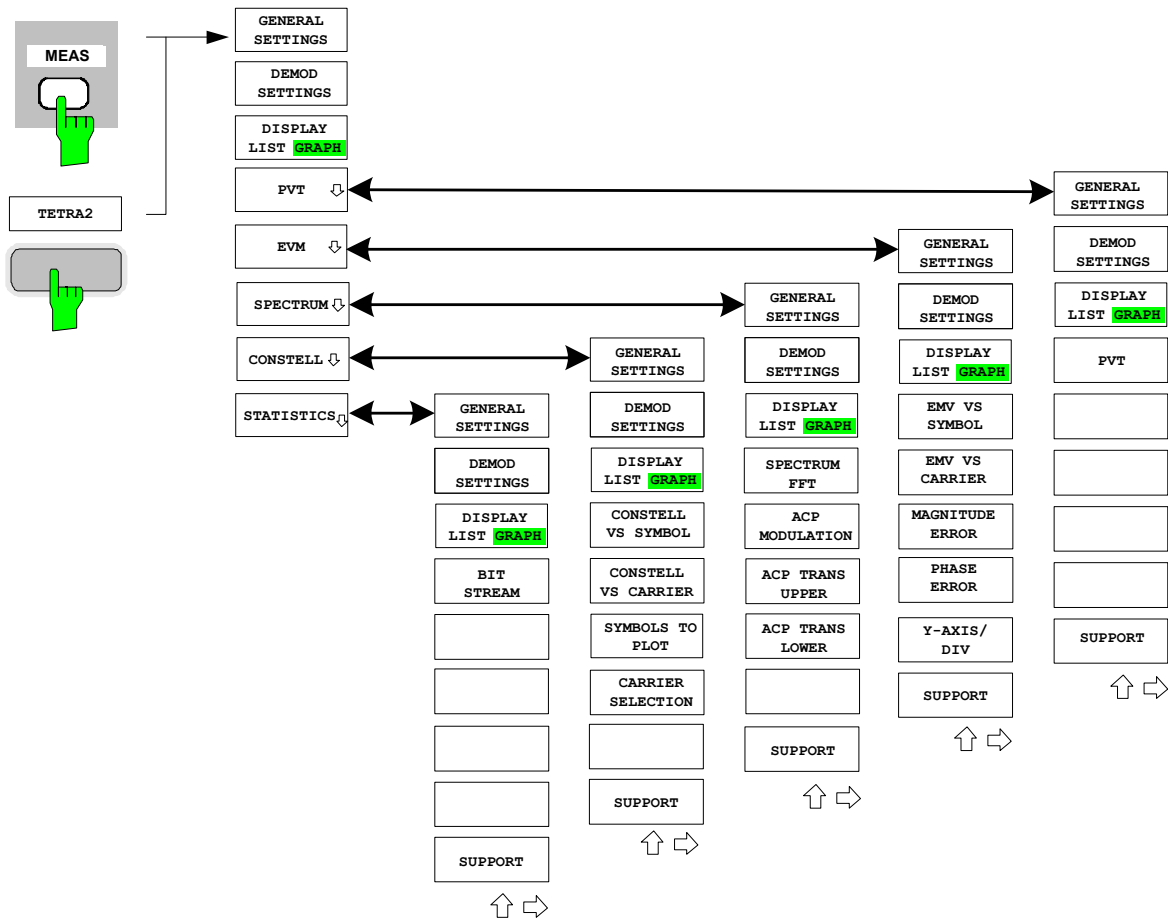 MEAS
TETRA2
GENERAL
SETTINGS
DEMOD
SETTINGS
DISPLAY
LIST GRAPH
PVT
EVM
SPECTRUM
CONSTELL
STATISTICS
GENERAL
SETTINGS
DEMOD
SETTINGS
DISPLAY
LIST GRAPH
BIT
STREAM
SUPPORT
GENERAL
SETTINGS
DEMOD
SETTINGS
DISPLAY
LIST GRAPH
CONSTELL
VS SYMBOL
CONSTELL
VS CARRIER
SYMBOLS TO
PLOT
CARRIER
SELECTION
SUPPORT
GENERAL
SETTINGS
DEMOD
SETTINGS
DISPLAY
LIST GRAPH
SPECTRUM
FFT
ACP
MODULATION
ACP TRANS
UPPER
ACP TRANS
LOWER
SUPPORT
GENERAL
SETTINGS
DEMOD
SETTINGS
DISPLAY
LIST GRAPH
EMV VS
SYMBOL
EMV VS
CARRIER
MAGNITUDE
ERROR
PHASE
ERROR
Y-AXIS/
DIV
SUPPORT
GENERAL
SETTINGS
DEMOD
SETTINGS
DISPLAY
LIST GRAPH
PVT
SUPPORT